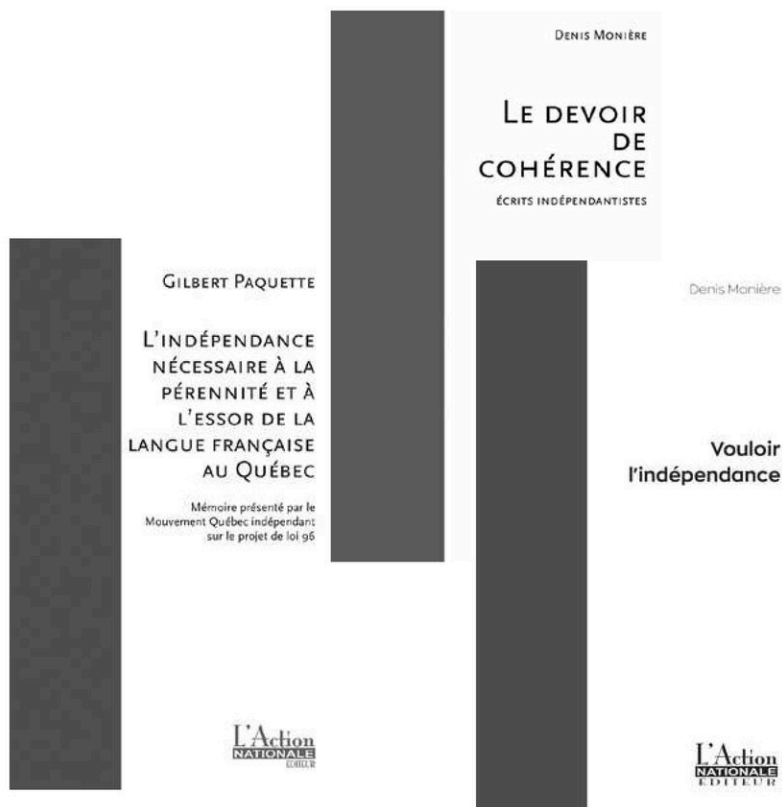 DENIS MONIÈRE
LE DEVOIR
DE
COHÉRENCE
ÉCRITS INDÉPENDANTISTES
GILBERT PAQUETTE
L'INDÉPENDANCE
NÉCESSAIRE À LA
PÉRENNITÉ ET À
L'ESSOR DE LA
LANGUE FRANÇAISE
AU QUÉBEC
Mémoire présenté par le
Mouvement Québec indépendant
sur le projet de loi 96
L'Action
NATIONALE
ÉDITEUR
Denis Monière
Vouloir
l'indépendance
L'Action
NATIONALE
ÉDITEUR